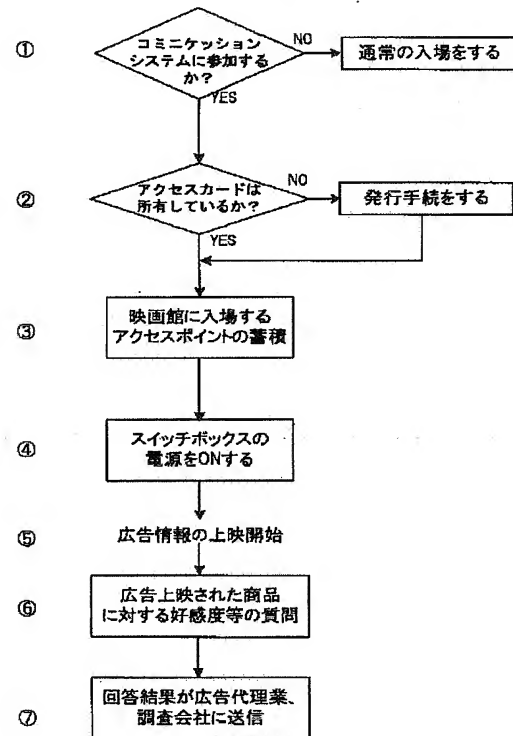 ①
コミニケッション
システムに参加する
か?
NO
通常の入場をする
YES
②
アクセスカードは
所有しているか?
NO
発行手続をする
YES
③
映画館に入場する
アクセスポイントの蓄積
④
スイッチボックスの
電源をONする
⑤
広告情報の上映開始
⑥
広告上映された商品
に対する好感度等の質問
⑦
回答結果が広告代理業、
調査会社に送信